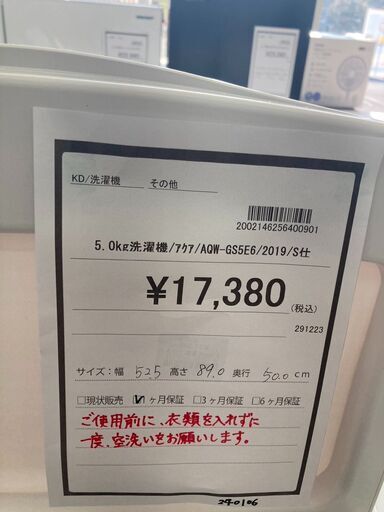 KD/洗濯機 その他
2002146256400901
5.0kg洗濯機/ｱｸｱ/AQW-GS5E6/2019/S仕
¥17,380(税込)
291223
サイズ：幅 52.5 高さ 89.0 奥行 50.0 cm
□現状販売 ☑1ヶ月保証 □3ヶ月保証 □6ヶ月保証
ご使用前に、衣類を入れずに
一度、空洗いをお願いします。
240106